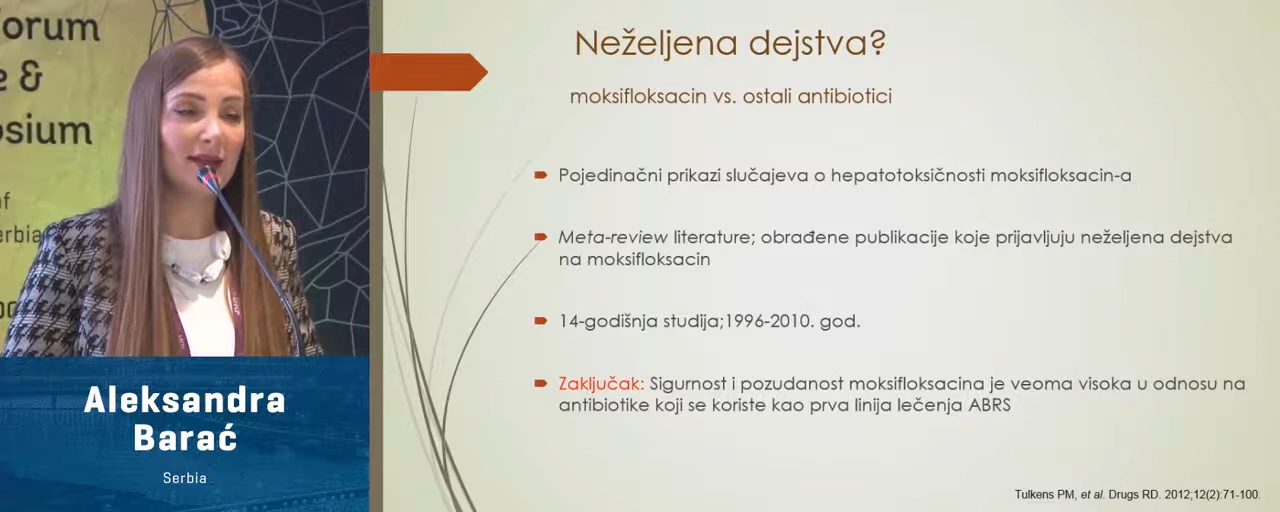 orum
e &
osium
of
erbia
Aleksandra
Barać
Serbia
Neželjena dejstva?
moksifloksacin vs. ostali antibiotici
Pojedinačni prikazi slučajeva o hepatotoksičnosti moksifloksacin-a
Meta-review literature; obrađene publikacije koje prijavljuju neželjena dejstva
na moksifloksacin
14-godišnja studija;1996-2010. god.
Zaključak: Sigurnost i pozudanost moksifloksacina je veoma visoka u odnosu na
antibiotike koji se koriste kao prva linija lečenja ABRS
Tulkens PM, et al. Drugs RD. 2012;12(2):71-100.